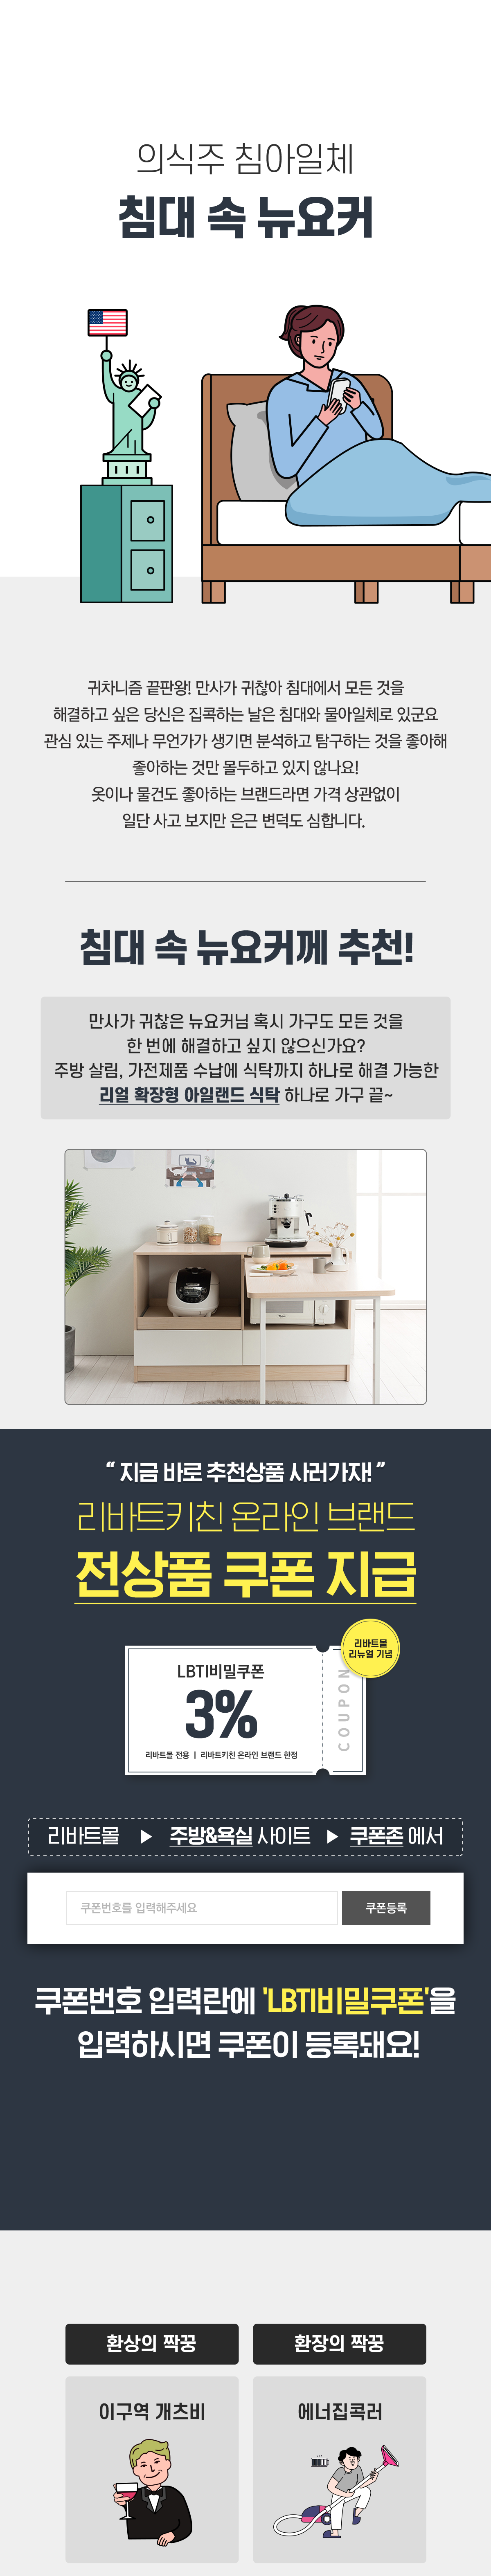 의식주 침아일체
침대 속 뉴요커
귀차니즘 끝판왕! 만사가 귀찮아 침대에서 모든 것을
해결하고 싶은 당신은 집콕하는 날은 침대와 물아일체로 있군요
관심 있는 주제나 무언가가 생기면 분석하고 탐구하는 것을 좋아해
좋아하는 것만 몰두하고 있지 않나요!
옷이나 물건도 좋아하는 브랜드라면 가격 상관없이
일단 사고 보지만 은근 변덕도 심합니다.
침대 속 뉴요커께 추천!
만사가 귀찮은 뉴요커님 혹시 가구도 모든 것을
한 번에 해결하고 싶지 않으신가요?
주방 살림, 가전제품 수납에 식탁까지 하나로 해결 가능한
리얼 확장형 아일랜드 식탁 하나로 가구 끝~
“ 지금 바로 추천상품 사러가자! ”
리바트키친 온라인 브랜드
전상품 쿠폰 지급
리바트몰
리뉴얼 기념
LBTI비밀쿠폰
3%
리바트몰 전용 | 리바트키친 온라인 브랜드 한정
COUPON
리바트몰 ▶ 주방&욕실 사이트 ▶ 쿠폰존 에서
쿠폰번호를 입력해주세요 쿠폰등록
쿠폰번호 입력란에 'LBTI비밀쿠폰'을
입력하시면 쿠폰이 등록돼요!
환상의 짝꿍 환장의 짝꿍
이구역 개츠비 에너집콕러